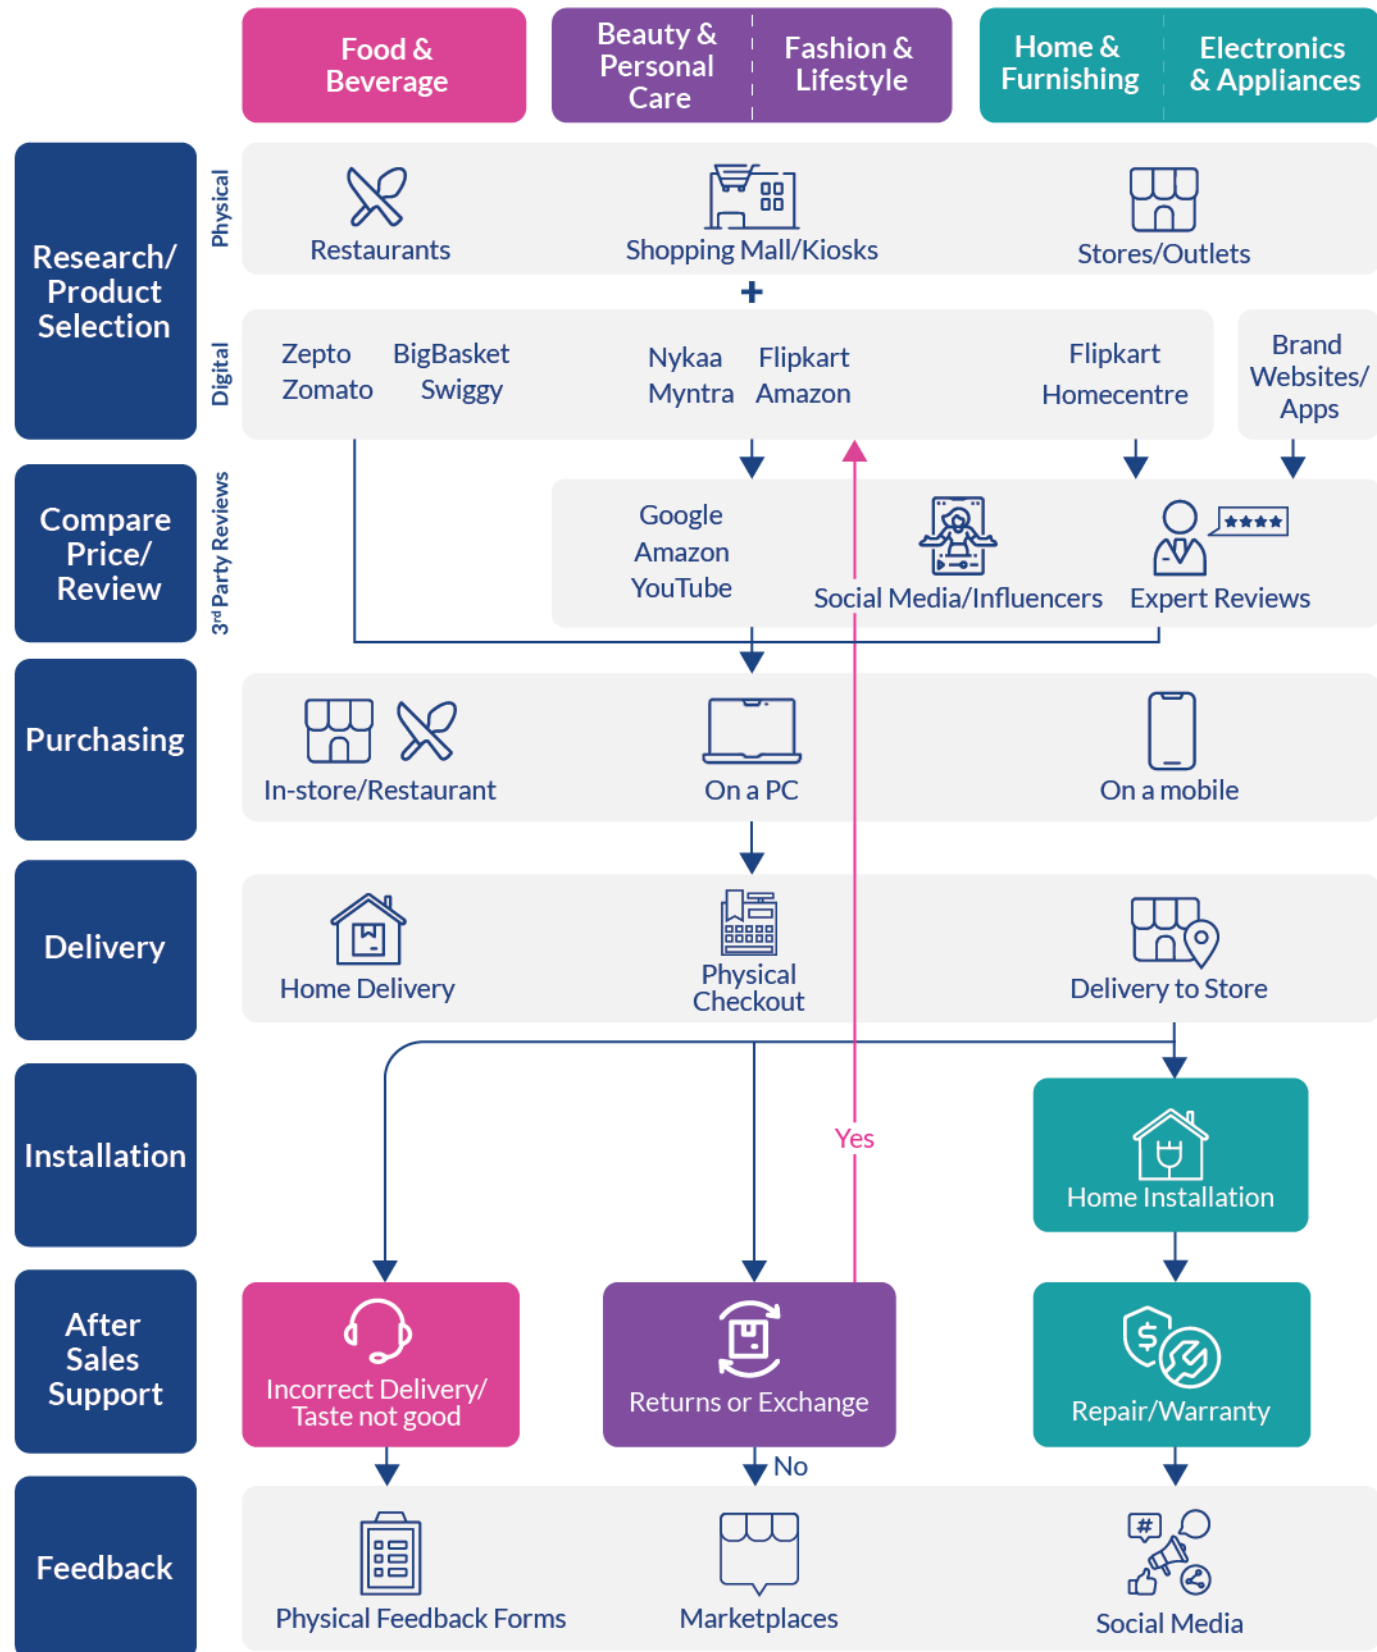 Food &
Beverage
Beauty &
Personal
Care
Fashion &
Lifestyle
Home &
Furnishing
Electronics
& Appliances
Research/
Product
Selection
Physical
Restaurants
Shopping Mall/Kiosks
Stores/Outlets
+
Digital
Zepto BigBasket
Zomato Swiggy
Nykaa Flipkart
Myntra Amazon
Flipkart
Homecentre
Brand
Websites/
Apps
Compare
Price/
Review
3rd Party Reviews
Google
Amazon
YouTube
Social Media/Influencers
Expert Reviews
Purchasing
In-store/Restaurant
On a PC
On a mobile
Delivery
Home Delivery
Physical
Checkout
Delivery to Store
Installation
Yes
Home Installation
After
Sales
Support
Incorrect Delivery/
Taste not good
Returns or Exchange
$
Repair/Warranty
No
Feedback
Physical Feedback Forms
Marketplaces
#
Social Media